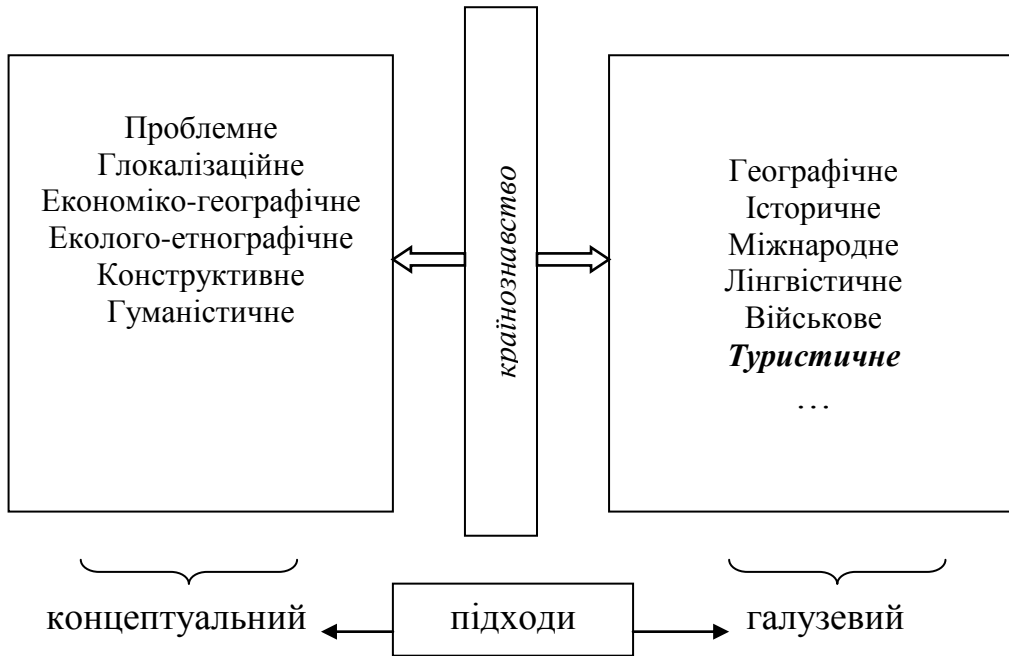 Проблемне
Глокалізаційне
Економіко-географічне
Еколого-етнографічне
Конструктивне
Гуманістичне
країнознавство
Географічне
Історичне
Міжнародне
Лінгвістичне
Військове
Туристичне
…
концептуальний
підходи
галузевий